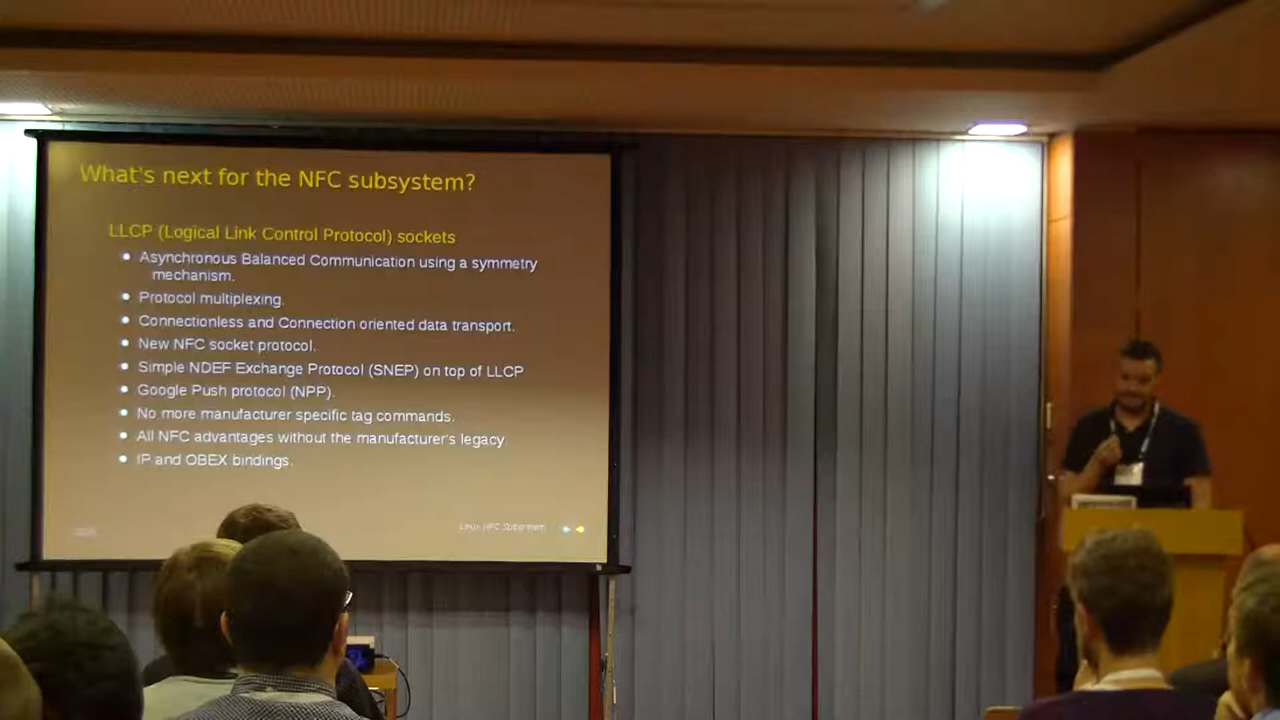 What's next for the NFC subsystem?
LLCP (Logical Link Control Protocol) sockets
Asynchronous Balanced Communication using a symmetry
mechanism.
Protocol multiplexing.
Connectionless and Connection oriented data transport.
New NFC socket protocol.
Simple NDEF Exchange Protocol (SNEP) on top of LLCP
Google Push protocol (NPP).
No more manufacturer specific tag commands.
All NFC advantages without the manufacturer's legacy.
IP and OBEX bindings.
Linux NFC Subsystem